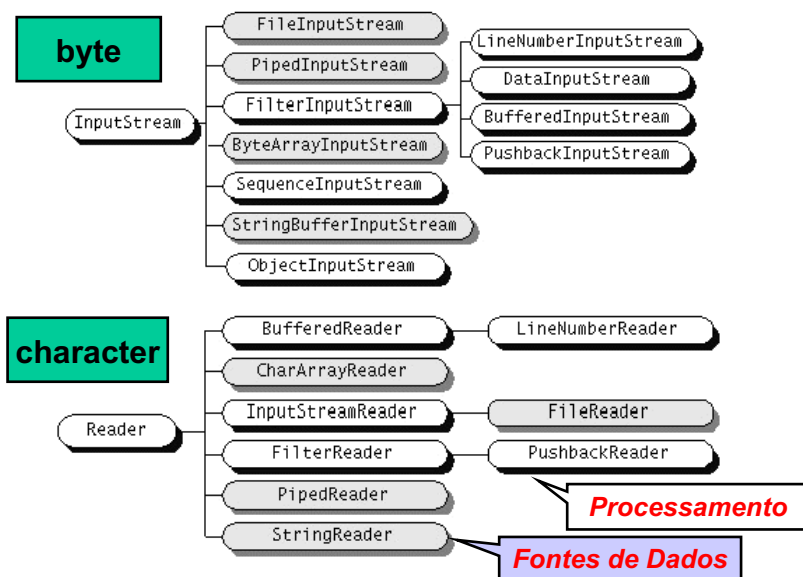 byte
FileInputStream
PipedInputStream
FilterInputStream
InputStream
ByteArrayInputStream
SequenceInputStream
StringBufferInputStream
ObjectInputStream
LineNumberInputStream
DataInputStream
BufferedInputStream
PushbackInputStream
character
BufferedReader
LineNumberReader
CharArrayReader
InputStreamReader
FileReader
Reader
FilterReader
PushbackReader
PipedReader
StringReader
Processamento
Fontes de Dados